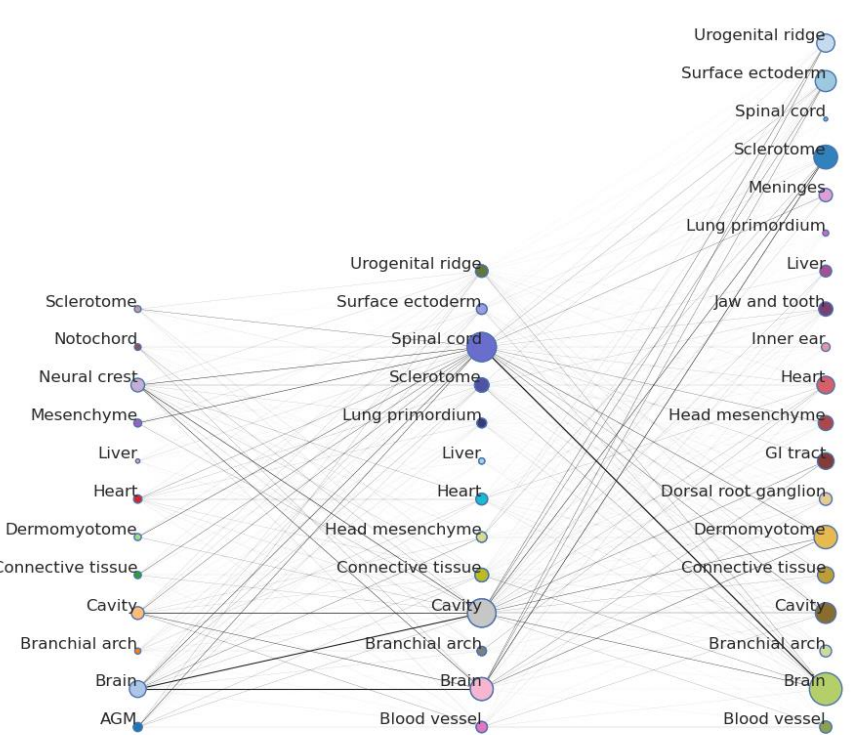 Sclerotome
Notochord
Neural crest
Mesenchyme
Liver
Heart
Dermomyotome
Connective tissue
Cavity
Branchial arch
Brain
AGM
Urogenital ridge
Surface ectoderm
Spinal cord
Sclerotome
Lung primordium
Liver
Heart
Head mesenchyme
Connective tissue
Cavity
Branchial arch
Brain
Blood vessel
Urogenital ridge
Surface ectoderm
Spinal cord
Sclerotome
Meninges
Lung primordium
Liver
Jaw and tooth
Inner ear
Heart
Head mesenchyme
GI tract
Dorsal root ganglion
Dermomyotome
Connective tissue
Cavity
Branchial arch
Brain
Blood vessel